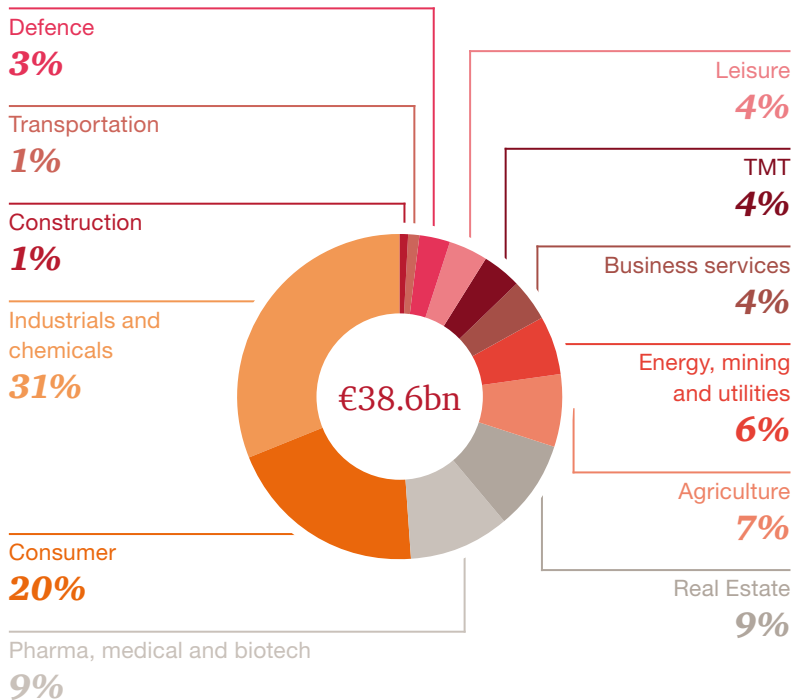 Defence
3%
Transportation
1%
Construction
1%
Industrials and
chemicals
31%
Consumer
20%
Pharma, medical and biotech
9%
€38.6bn
Leisure
4%
TMT
4%
Business services
4%
Energy, mining
and utilities
6%
Agriculture
7%
Real Estate
9%